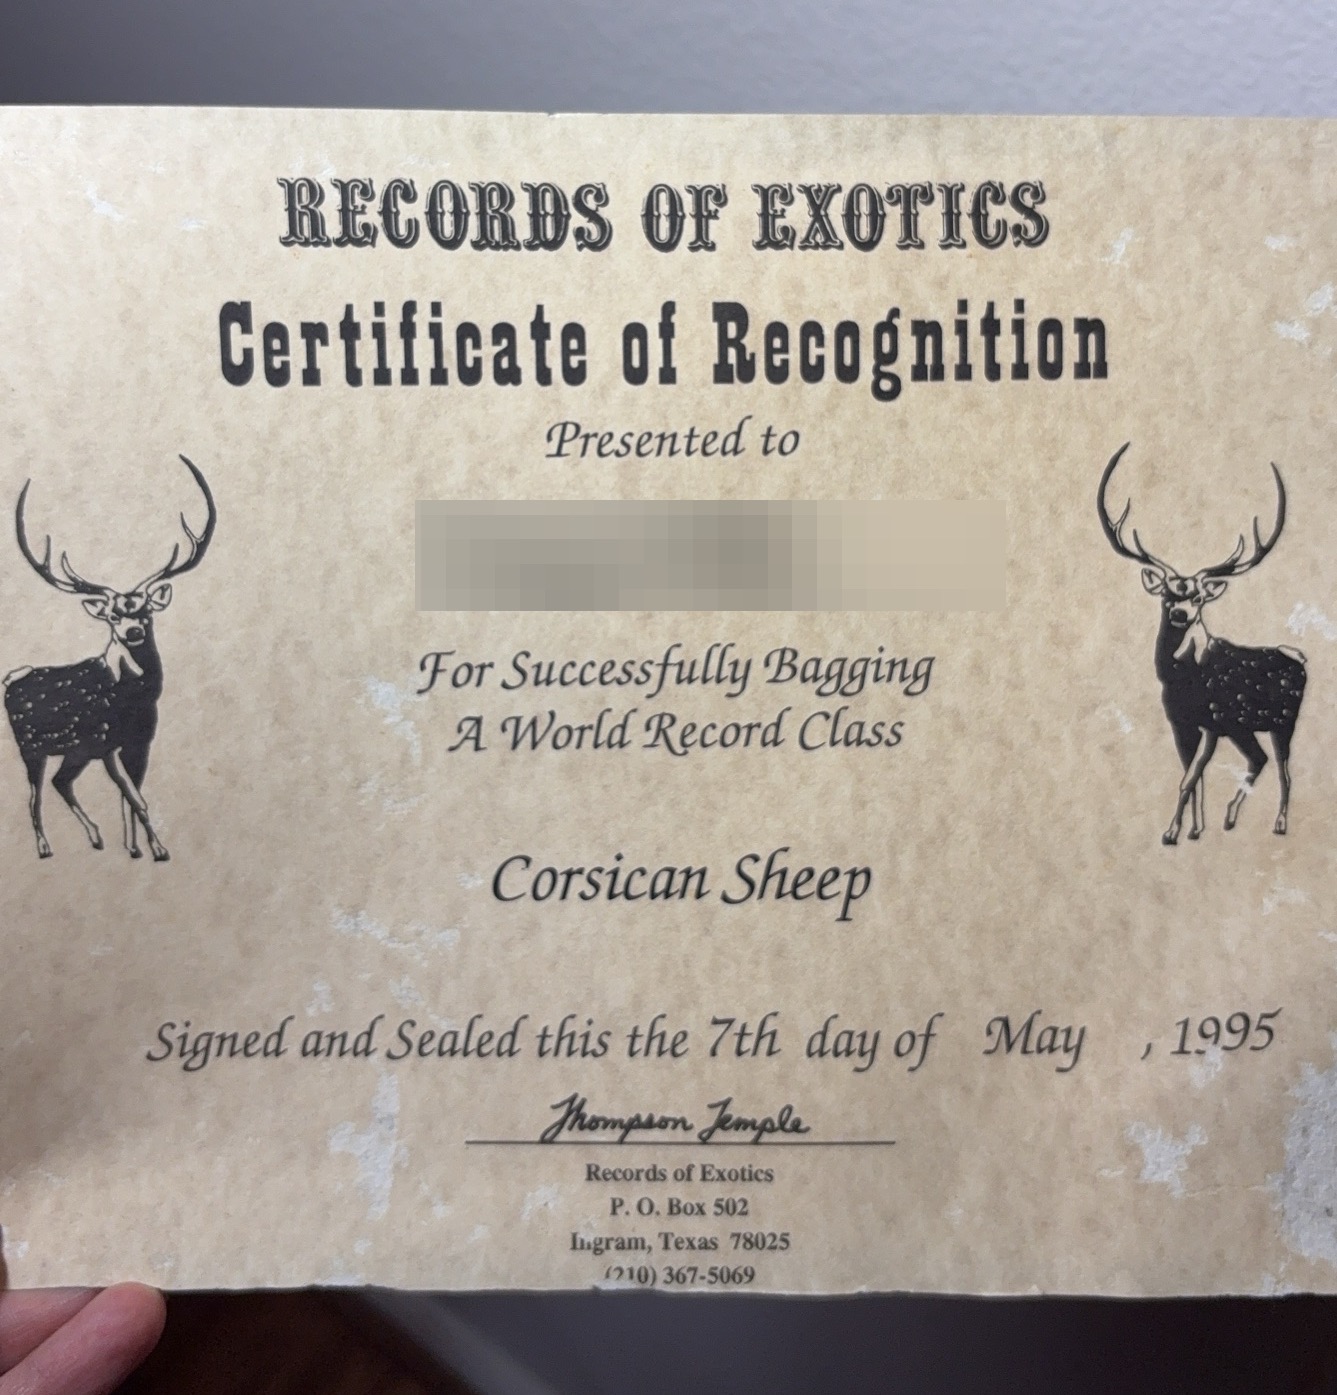 RECORDS OF EXOTICS
Certificate of Recognition
Presented to
For Successfully Bagging
A World Record Class
Corsican Sheep
Signed and Sealed this the 7th day of May , 1995
Thompson Temple
Records of Exotics
P. O. Box 502
Ingram, Texas 78025
(210) 367-5069